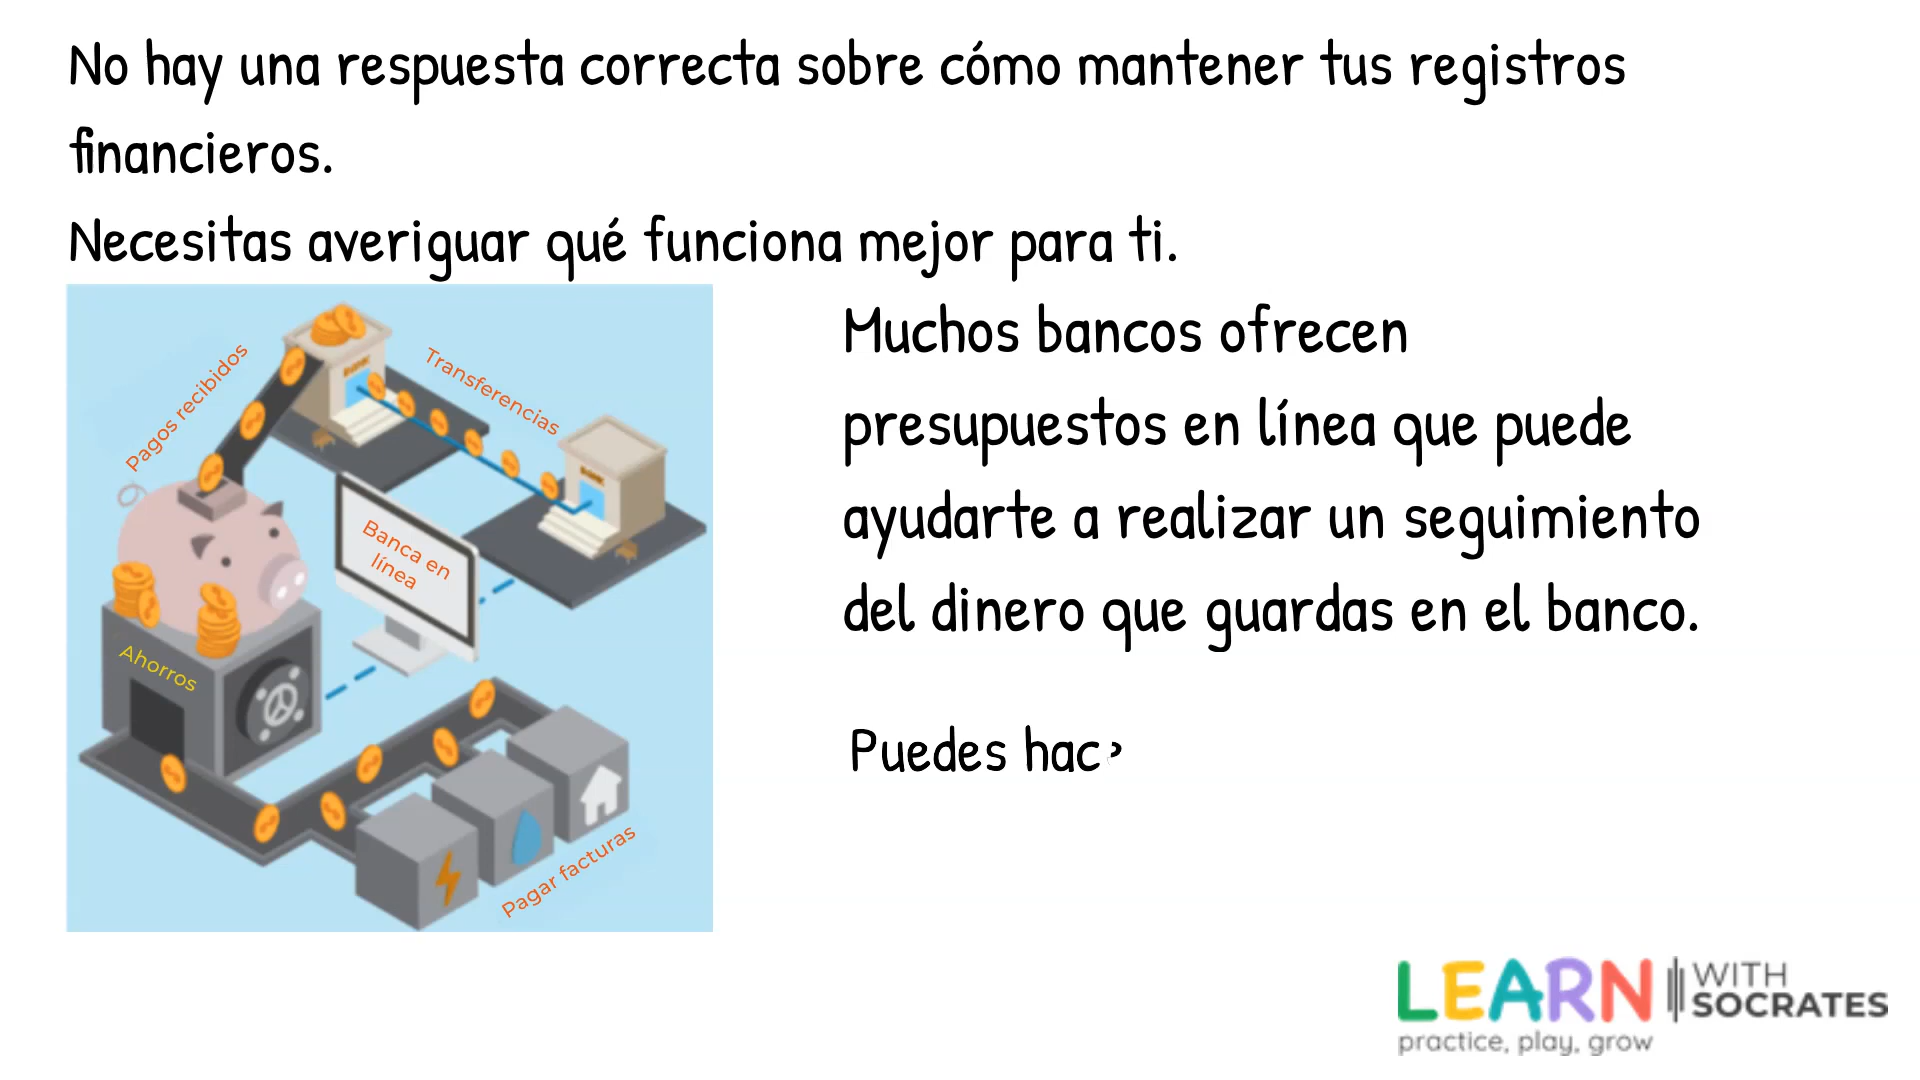 No hay una respuesta correcta sobre cómo mantener tus registros
financieros.
Necesitas averiguar qué funciona mejor para ti.
Pagos recibidos
Transferencias
Banca en
línea
Ahorros
Pagar facturas
Muchos bancos ofrecen
presupuestos en línea que puede
ayudarte a realizar un seguimiento
del dinero que guardas en el banco.
Puedes hac
LEARN WITH
SOCRATES
practice, play, grow